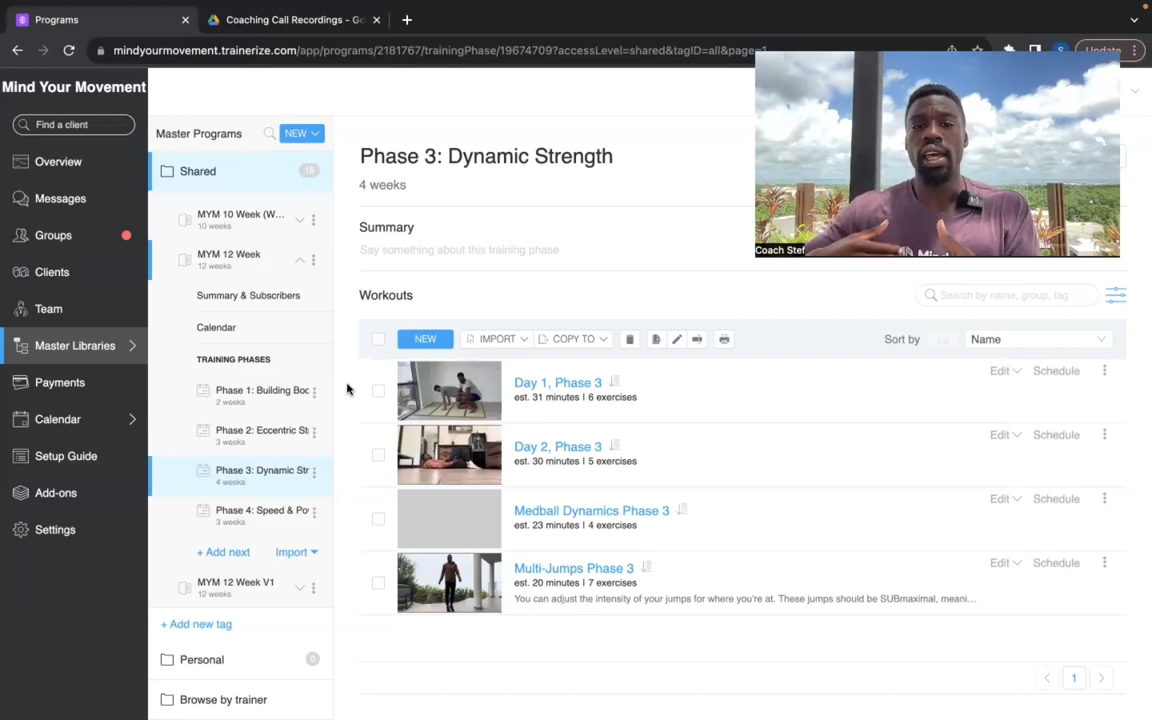 Programs
Coaching Call Recordings - Go
mindyourmovement.trainerize.com/app/programs/2181767/trainingPhase/19674709?accessLevel=shared&tagID=all&page=1
Update
Mind Your Movement
Find a client
Overview
Messages
Groups
Clients
Team
Master Libraries
Payments
Calendar
Setup Guide
Add-ons
Settings
Master Programs
NEW
Shared
15
MYM 10 Week (W...
10 weeks
MYM 12 Week
12 weeks
Summary & Subscribers
Calendar
TRAINING PHASES
Phase 1: Building Boc
2 weeks
Phase 2: Eccentric St
3 weeks
Phase 3: Dynamic Str
4 weeks
Phase 4: Speed & Po
3 weeks
+ Add next
Import
MYM 12 Week V1
12 weeks
+ Add new tag
Personal
0
Browse by trainer
Phase 3: Dynamic Strength
4 weeks
Summary
Say something about this training phase
Workouts
Search by name, group, tag
NEW
IMPORT
COPY TO
Sort by
Name
Day 1, Phase 3
est. 31 minutes | 6 exercises
Edit
Schedule
Day 2, Phase 3
est. 30 minutes | 5 exercises
Edit
Schedule
Medball Dynamics Phase 3
est. 23 minutes | 4 exercises
Edit
Schedule
Multi-Jumps Phase 3
est. 20 minutes | 7 exercises
You can adjust the intensity of your jumps for where you're at. These jumps should be SUBmaximal, meani...
Edit
Schedule
1
Coach Stef